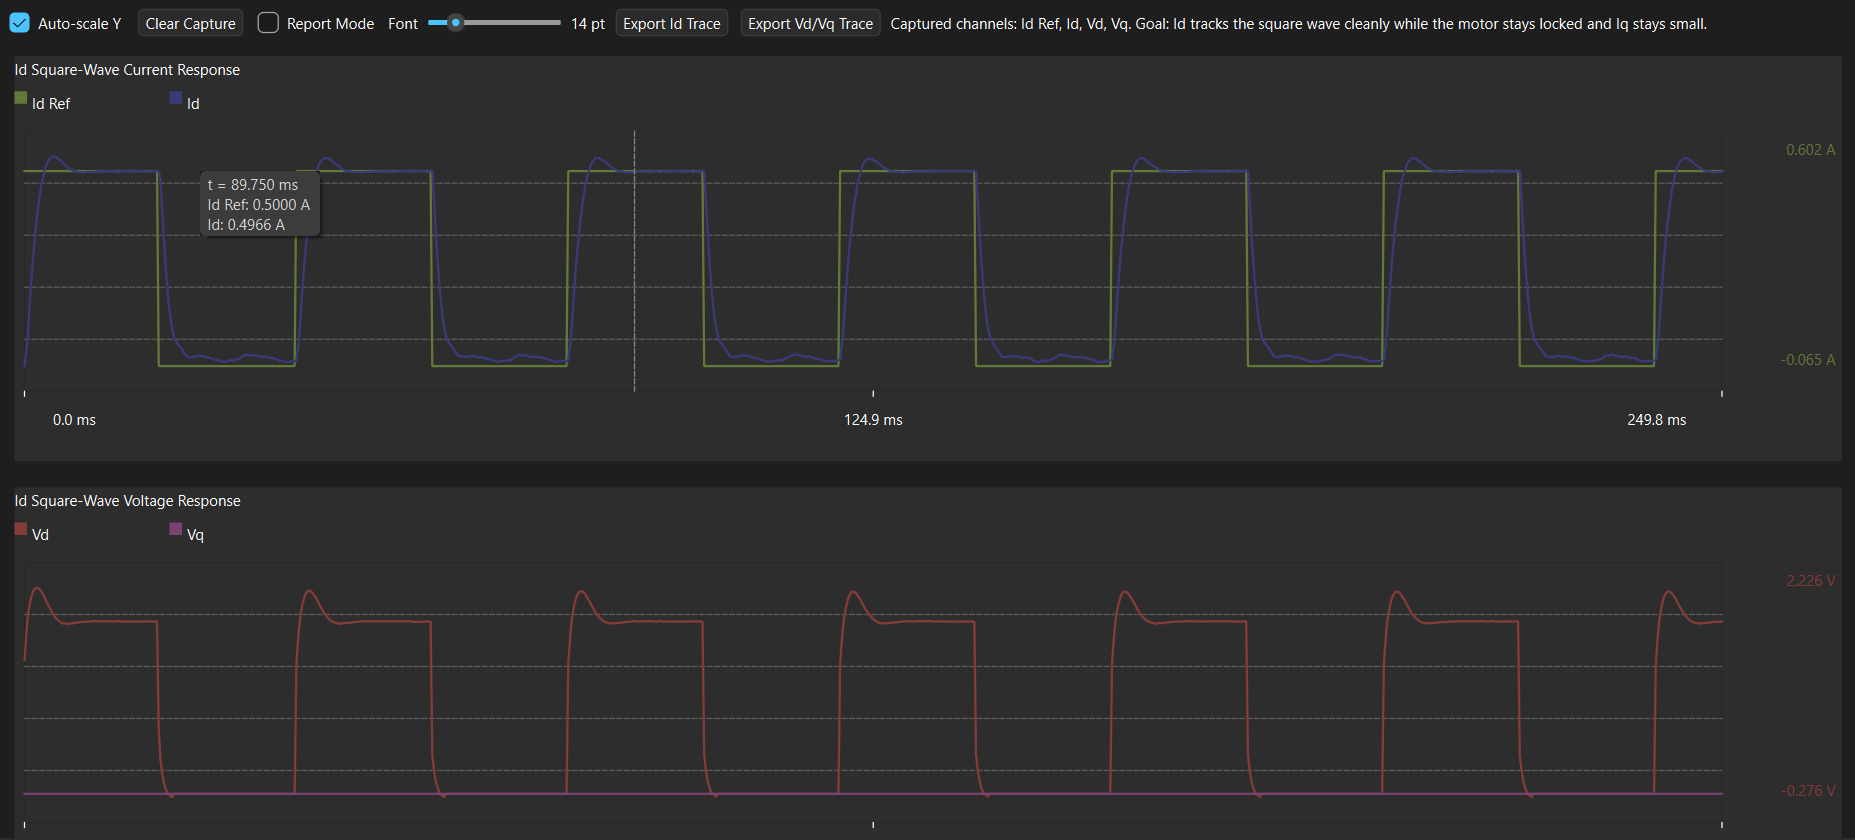 Auto-scale Y Clear Capture Report Mode Font 14 pt Export Id Trace Export Vd/Vq Trace Captured channels: Id Ref, Id, Vd, Vq. Goal: Id tracks the square wave cleanly while the motor stays locked and Iq stays small.
Id Square-Wave Current Response
Id Ref Id
0.602 A
t = 89.750 ms
Id Ref: 0.5000 A
Id: 0.4966 A
-0.065 A
0.0 ms 124.9 ms 249.8 ms
Id Square-Wave Voltage Response
Vd Vq
2.226 V
-0.276 V